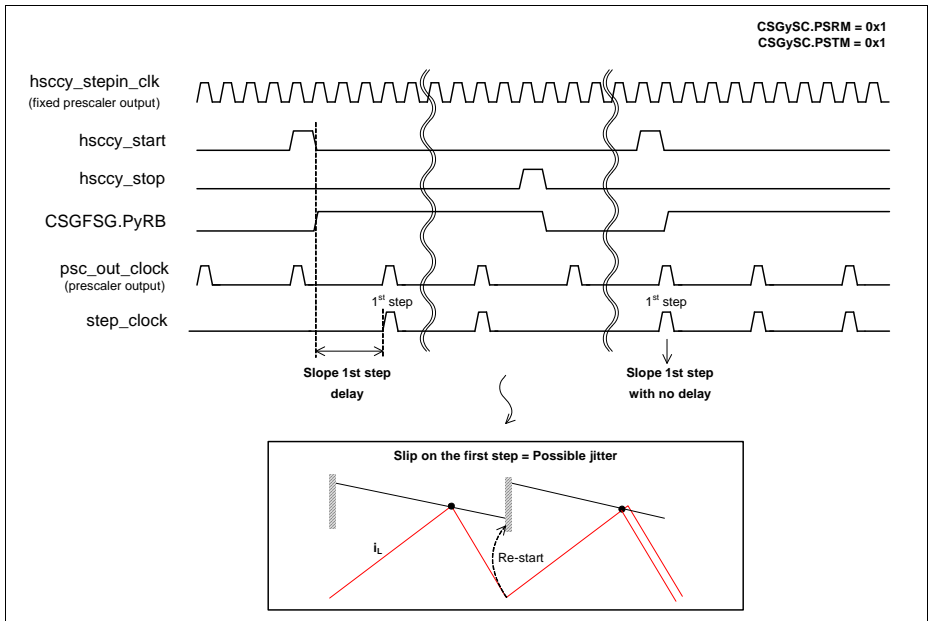 CSGySC.PSRM = 0x1
CSGySC.PSTM = 0x1
hsccy_stepin_clk
(fixed prescaler output)
hsccy_start
hsccy_stop
CSGFSG.PyRB
psc_out_clock
(prescaler output)
1st step
1st step
step_clock
Slope 1st step
delay
Slope 1st step
with no delay
Slip on the first step = Possible jitter
iL
Re-start